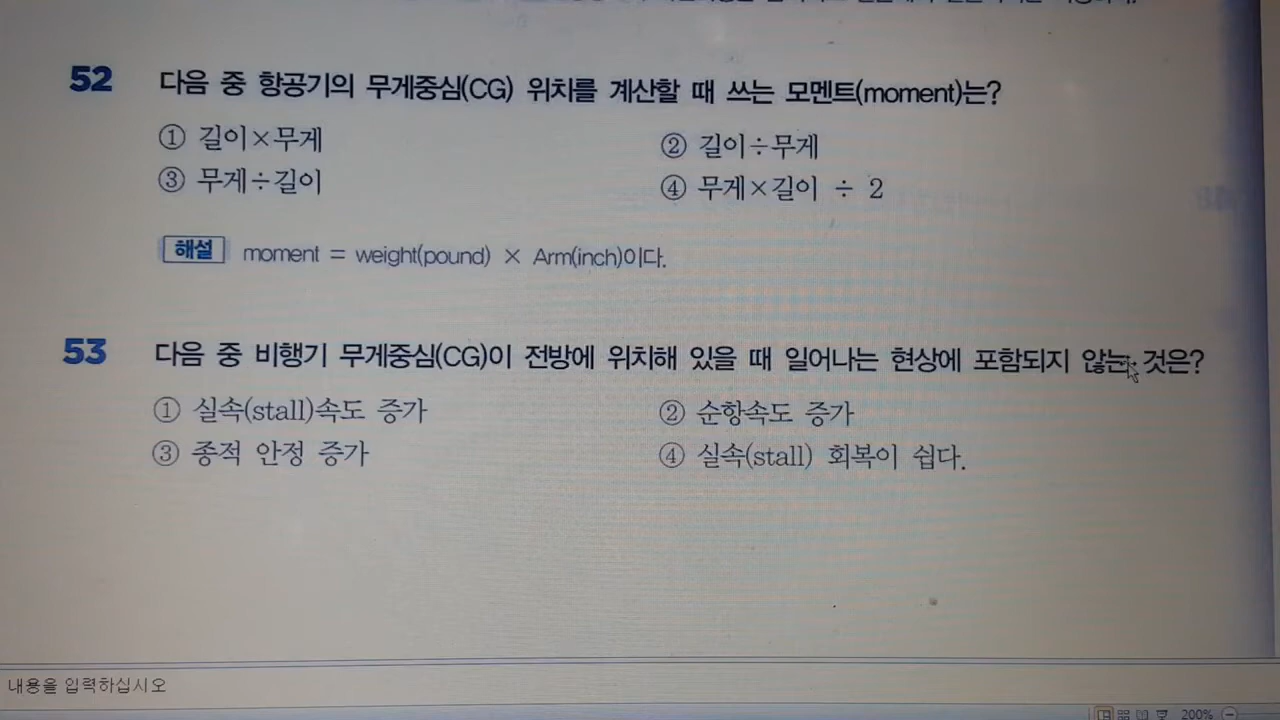 52 다음 중 항공기의 무게중심(CG) 위치를 계산할 때 쓰는 모멘트(moment)는?
① 길이×무게 ② 길이÷무게
③ 무게÷길이 ④ 무게×길이 ÷ 2
해설 moment = weight(pound) × Arm(inch)이다.
53 다음 중 비행기 무게중심(CG)이 전방에 위치해 있을 때 일어나는 현상에 포함되지 않는 것은?
① 실속(stall)속도 증가 ② 순항속도 증가
③ 종적 안정 증가 ④ 실속(stall) 회복이 쉽다.
내용을 입력하십시오
200%